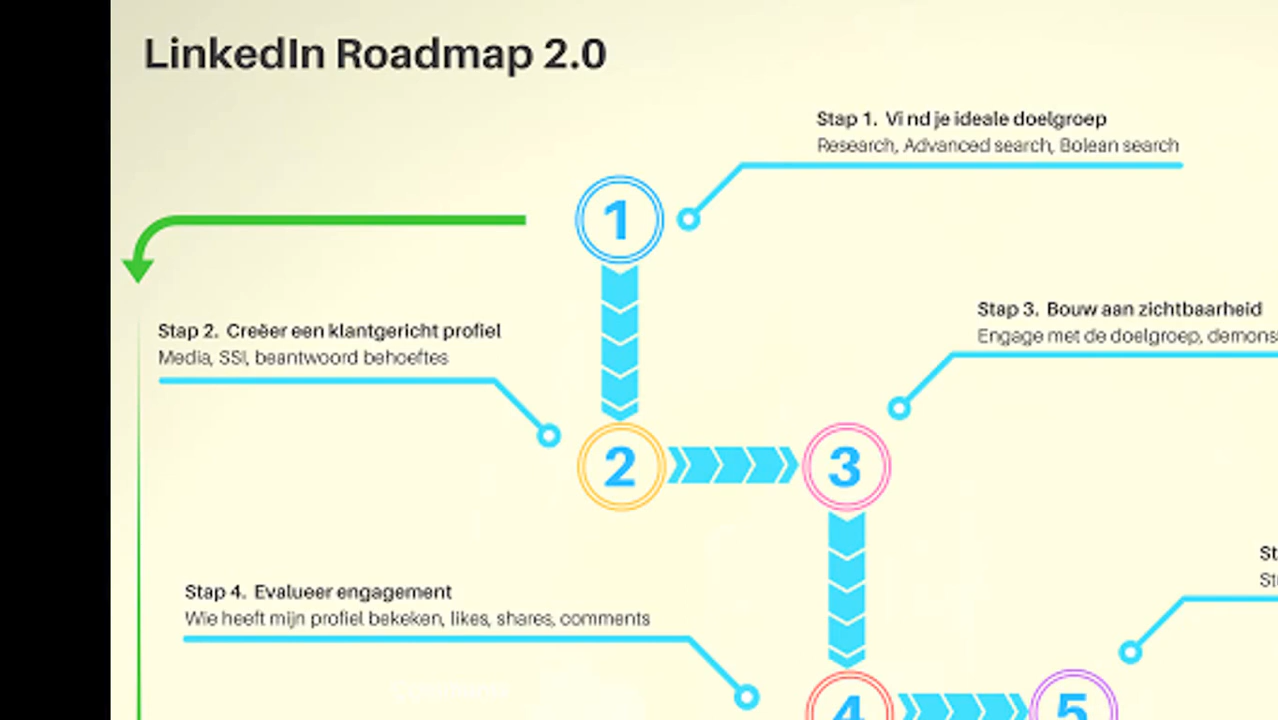 LinkedIn Roadmap 2.0
Stap 1. Vi nd je ideale doelgroep
Research, Advanced search, Bolean search
1
Stap 2. Creëer een klantgericht profiel
Media, SSI, beantwoord behoeftes
Stap 3. Bouw aan zichtbaarheid
Engage met de doelgroep, demons
2
3
Stap 4. Evalueer engagement
Wie heeft mijn profiel bekeken, likes, shares, comments
St
4
5